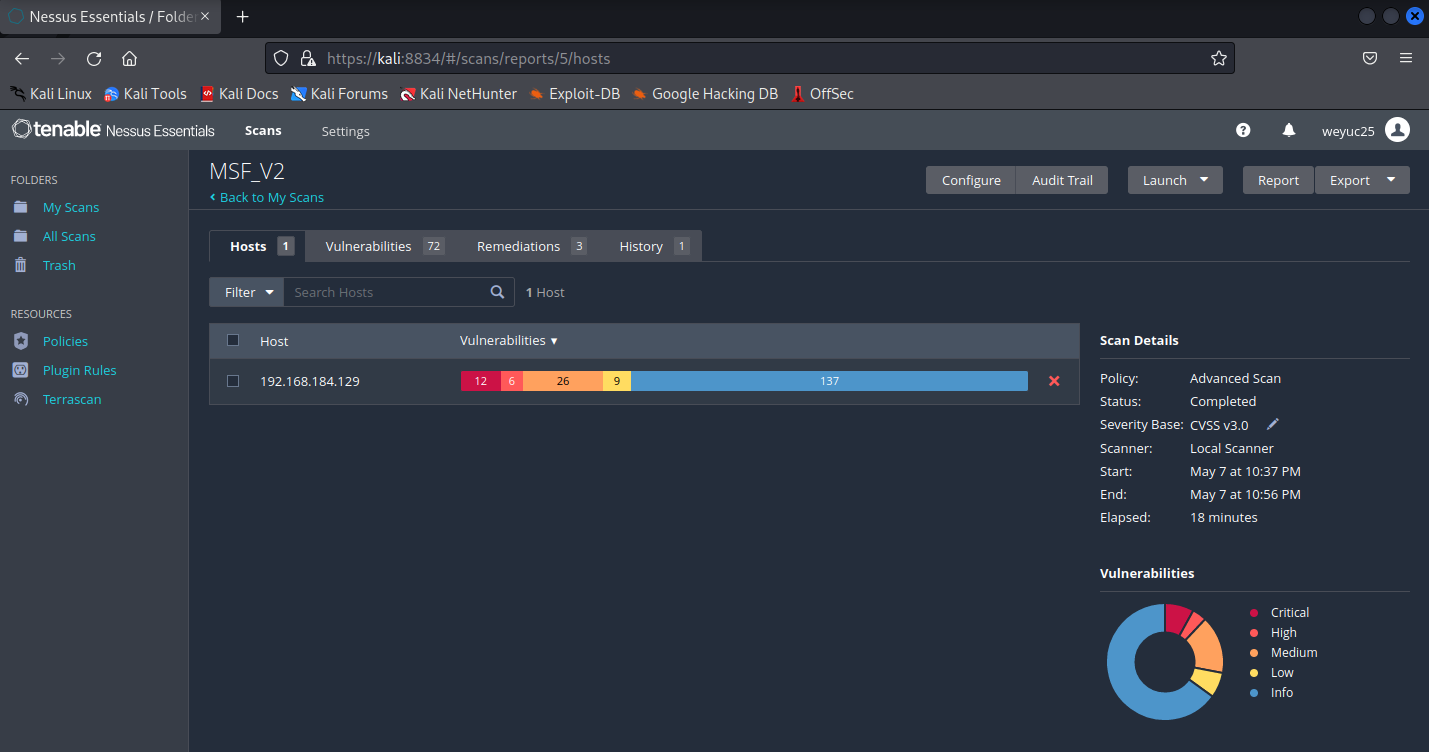 Nessus Essentials / Folde
https://kali:8834/#/scans/reports/5/hosts
Kali Linux Kali Tools Kali Docs Kali Forums Kali NetHunter Exploit-DB Google Hacking DB OffSec
tenable Nessus Essentials Scans Settings weyuc25
FOLDERS
My Scans
All Scans
Trash
RESOURCES
Policies
Plugin Rules
Terrascan
MSF_V2
Back to My Scans
Configure Audit Trail Launch Report Export
Hosts 1 Vulnerabilities 72 Remediations 3 History 1
Filter Search Hosts 1 Host
Host Vulnerabilities
192.168.184.129 12 6 26 9 137
Scan Details
Policy: Advanced Scan
Status: Completed
Severity Base: CVSS v3.0
Scanner: Local Scanner
Start: May 7 at 10:37 PM
End: May 7 at 10:56 PM
Elapsed: 18 minutes
Vulnerabilities
Critical
High
Medium
Low
Info